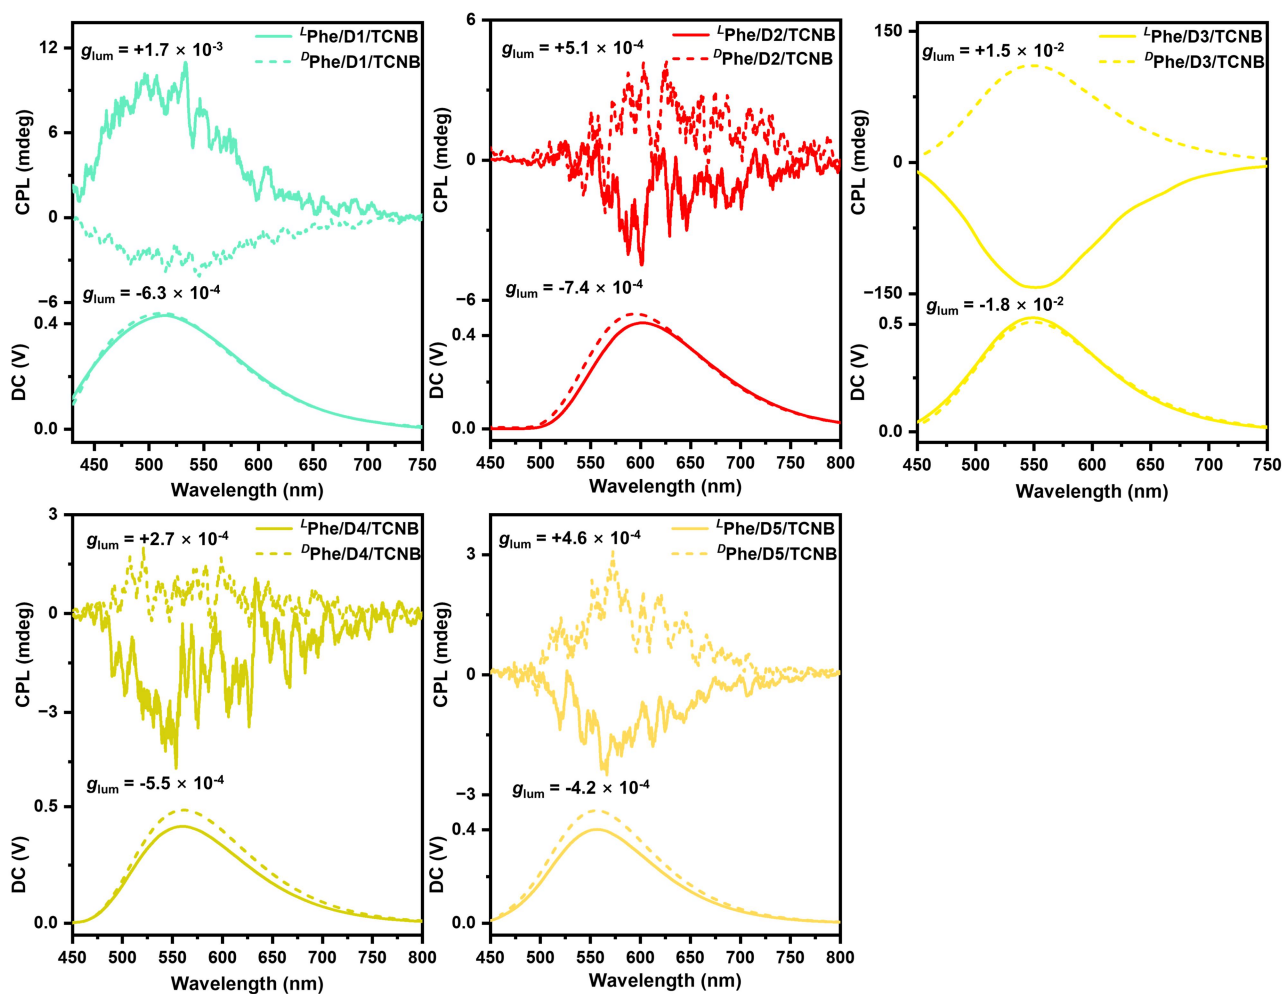 g_lum = +1.7 × 10^-3
^LPhe/D1/TCNB
^DPhe/D1/TCNB
12
6
0
−6
CPL (mdeg)
g_lum = -6.3 × 10^-4
0.4
0.0
DC (V)
450 500 550 600 650 700 750
Wavelength (nm)
6
3
0
−3
−6
CPL (mdeg)
^LPhe/D2/TCNB
^DPhe/D2/TCNB
g_lum = +5.1 × 10^-4
g_lum = -7.4 × 10^-4
0.4
0.0
DC (V)
450 500 550 600 650 700 750 800
Wavelength (nm)
150
0
−150
CPL (mdeg)
^LPhe/D3/TCNB
^DPhe/D3/TCNB
g_lum = +1.5 × 10^-2
g_lum = -1.8 × 10^-2
0.5
0.0
DC (V)
450 500 550 600 650 700 750
Wavelength (nm)
3
0
−3
CPL (mdeg)
^LPhe/D4/TCNB
^DPhe/D4/TCNB
g_lum = +2.7 × 10^-4
g_lum = -5.5 × 10^-4
0.5
0.0
DC (V)
450 500 550 600 650 700 750 800
Wavelength (nm)
3
0
−3
CPL (mdeg)
^LPhe/D5/TCNB
^DPhe/D5/TCNB
g_lum = +4.6 × 10^-4
g_lum = -4.2 × 10^-4
0.4
0.0
DC (V)
450 500 550 600 650 700 750 800
Wavelength (nm)